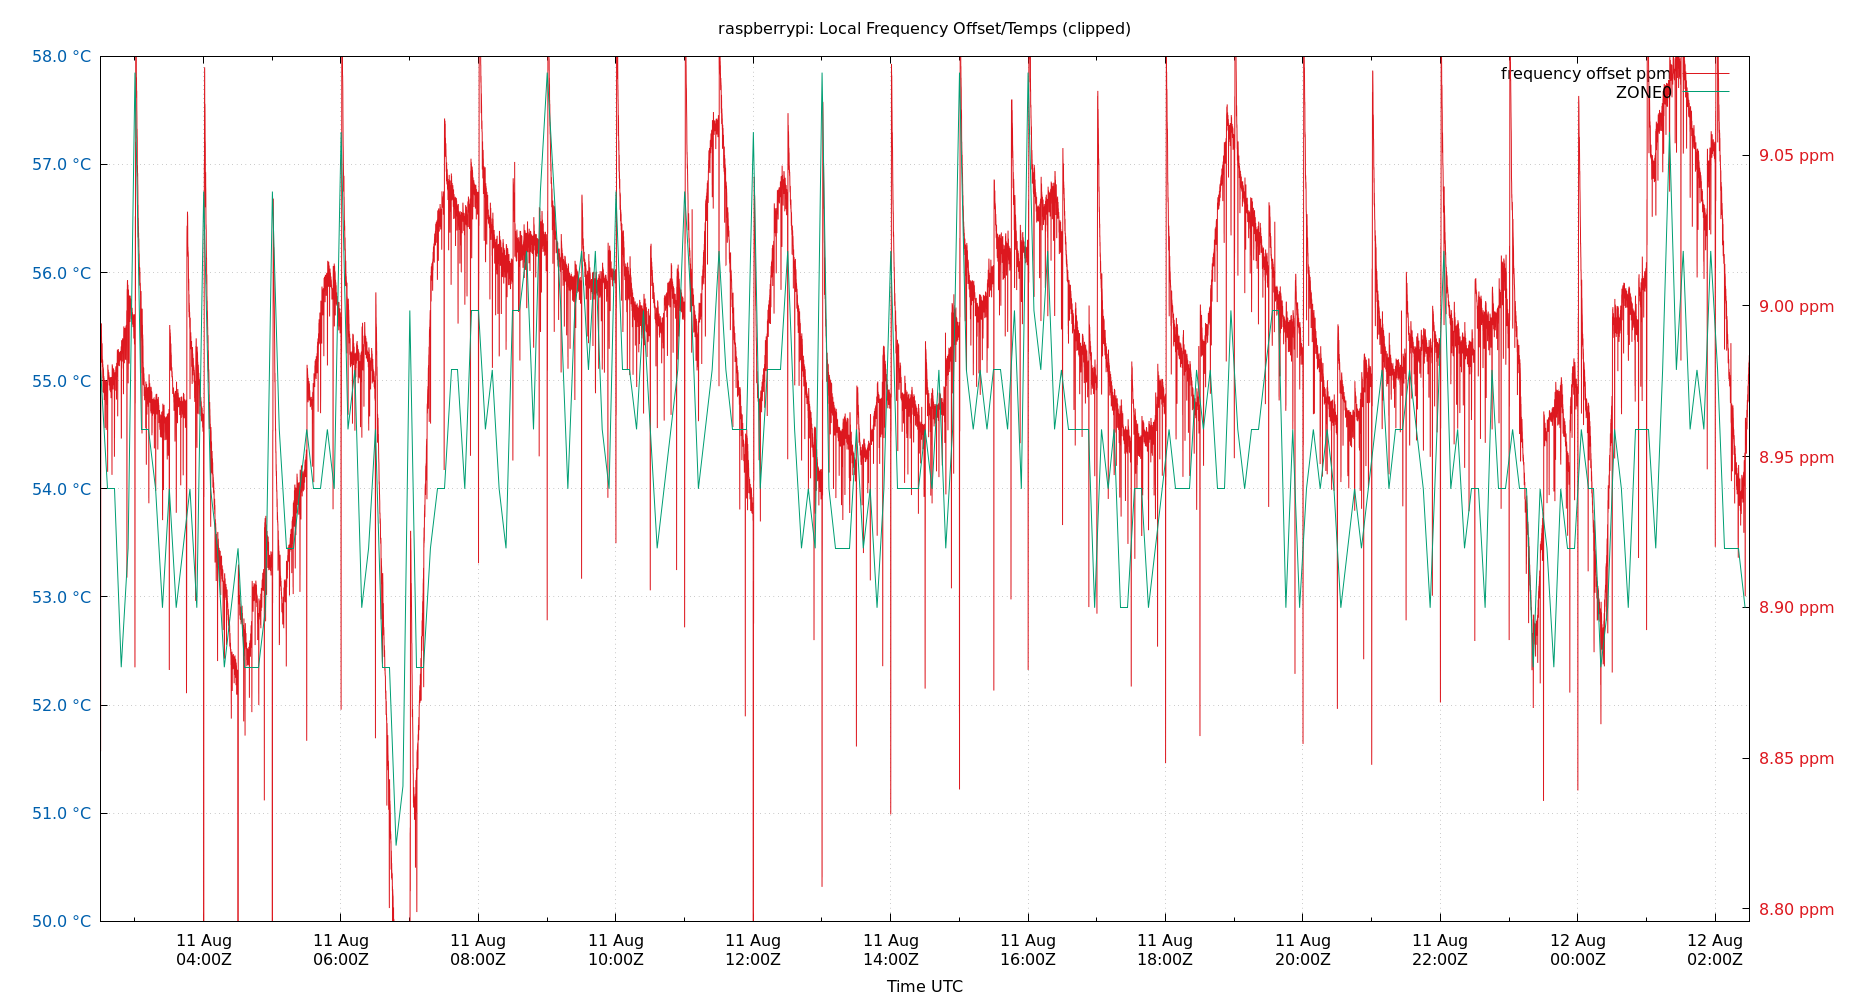 raspberrypi: Local Frequency Offset/Temps (clipped)
frequency offset ppm
ZONE0
58.0 °C
57.0 °C
56.0 °C
55.0 °C
54.0 °C
53.0 °C
52.0 °C
51.0 °C
50.0 °C
9.05 ppm
9.00 ppm
8.95 ppm
8.90 ppm
8.85 ppm
8.80 ppm
11 Aug
04:00Z
11 Aug
06:00Z
11 Aug
08:00Z
11 Aug
10:00Z
11 Aug
12:00Z
11 Aug
14:00Z
11 Aug
16:00Z
11 Aug
18:00Z
11 Aug
20:00Z
11 Aug
22:00Z
12 Aug
00:00Z
12 Aug
02:00Z
Time UTC